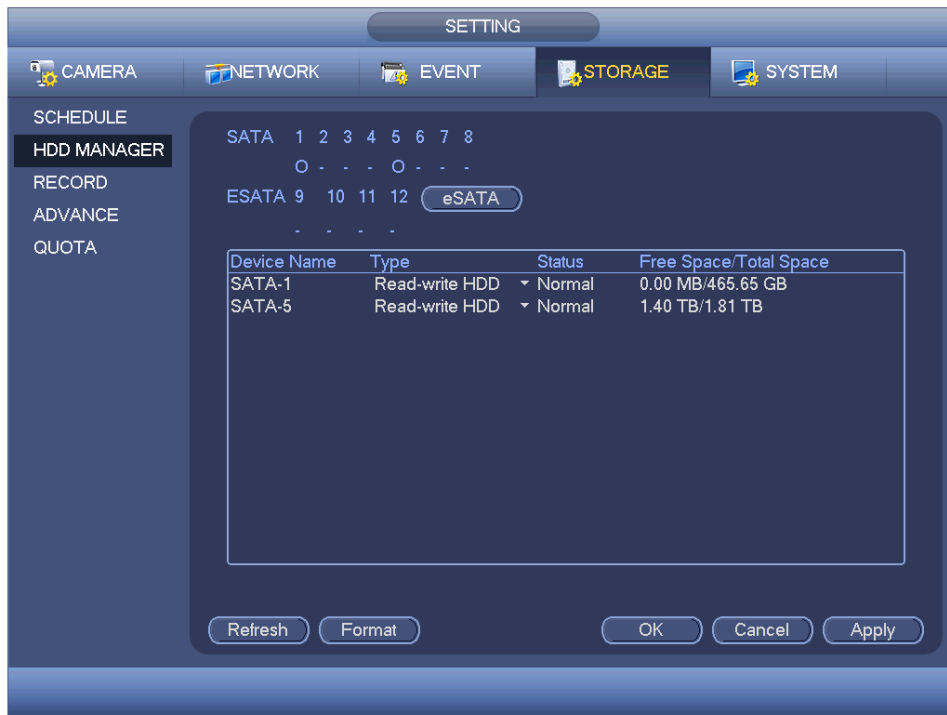 SETTING
CAMERA NETWORK EVENT STORAGE SYSTEM
SCHEDULE
HDD MANAGER
RECORD
ADVANCE
QUOTA
SATA 1 2 3 4 5 6 7 8
O - - - O - - -
ESATA 9 10 11 12 eSATA
- - - -
Device Name Type Status Free Space/Total Space
SATA-1 Read-write HDD Normal 0.00 MB/465.65 GB
SATA-5 Read-write HDD Normal 1.40 TB/1.81 TB
Refresh Format OK Cancel Apply